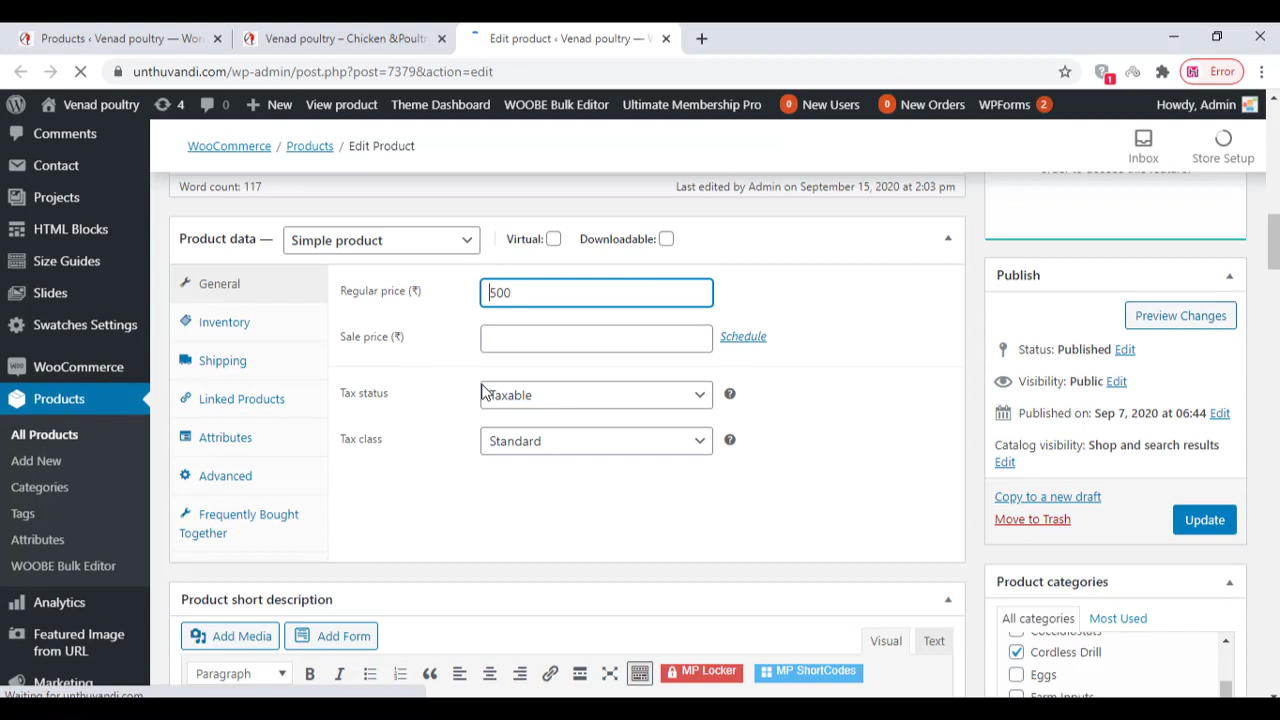 Products ‹ Venad poultry — Wor
Venad poultry – Chicken &Poultr
Edit product ‹ Venad poultry — W
unthuvandi.com/wp-admin/post.php?post=7379&action=edit
1
Error
Venad poultry
4
0
New
View product
Theme Dashboard
WOOBE Bulk Editor
Ultimate Membership Pro
0 New Users
0 New Orders
WPForms 2
Howdy, Admin
Comments
Contact
Projects
HTML Blocks
Size Guides
Slides
Swatches Settings
WooCommerce
Products
All Products
Add New
Categories
Tags
Attributes
WOOBE Bulk Editor
Analytics
Featured Image
from URL
Marketing
Waiting for unthuvandi.com
WooCommerce / Products / Edit Product
Inbox
Store Setup
Word count: 117
Last edited by Admin on September 15, 2020 at 2:03 pm
order to access this feature.
Product data —
Simple product
Virtual:
Downloadable:
General
Inventory
Shipping
Linked Products
Attributes
Advanced
Frequently Bought
Together
Regular price (₹)
500
Sale price (₹)
Schedule
Tax status
Taxable
Tax class
Standard
Product short description
Add Media
Add Form
Visual
Text
Paragraph
B
I
MP Locker
MP ShortCodes
Publish
Preview Changes
Status: Published Edit
Visibility: Public Edit
Published on: Sep 7, 2020 at 06:44 Edit
Catalog visibility: Shop and search results
Edit
Copy to a new draft
Move to Trash
Update
Product categories
All categories
Most Used
Coccidiostats
Cordless Drill
Eggs
Farm Inputs